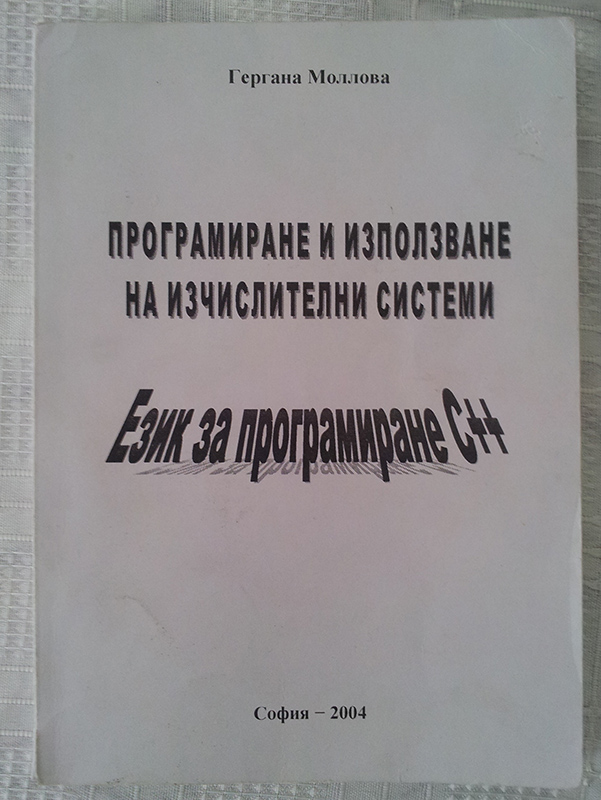 Гергана Моллова
ПРОГРАМИРАНЕ И ИЗПОЛЗВАНЕ
НА ИЗЧИСЛИТЕЛНИ СИСТЕМИ
Език за програмиране C++
София – 2004